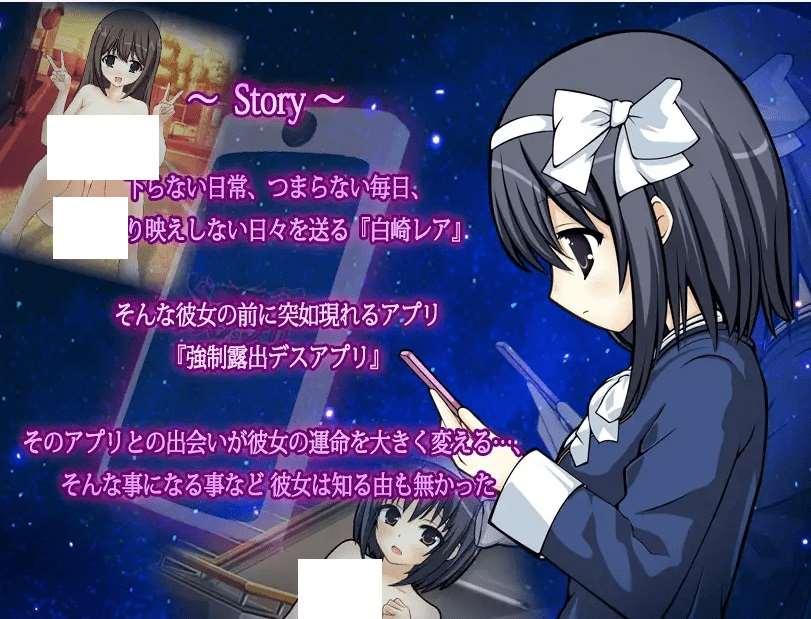 ～ Story ～
下らない日常、つまらない毎日、
り映えしない日々を送る『白崎レア』
そんな彼女の前に突如現れるアプリ
『強制露出デスアプリ』
そのアプリとの出会いが彼女の運命を大きく変える…、
そんな事になる事など 彼女は知る由も無かった